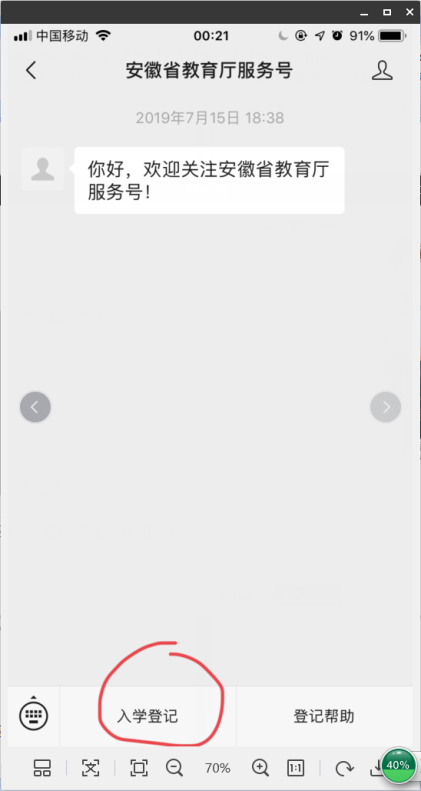 中国移动 00:21 91%
安徽省教育厅服务号
2019年7月15日 18:38
你好，欢迎关注安徽省教育厅
服务号！
入学登记 登记帮助
70% 1:1 40%